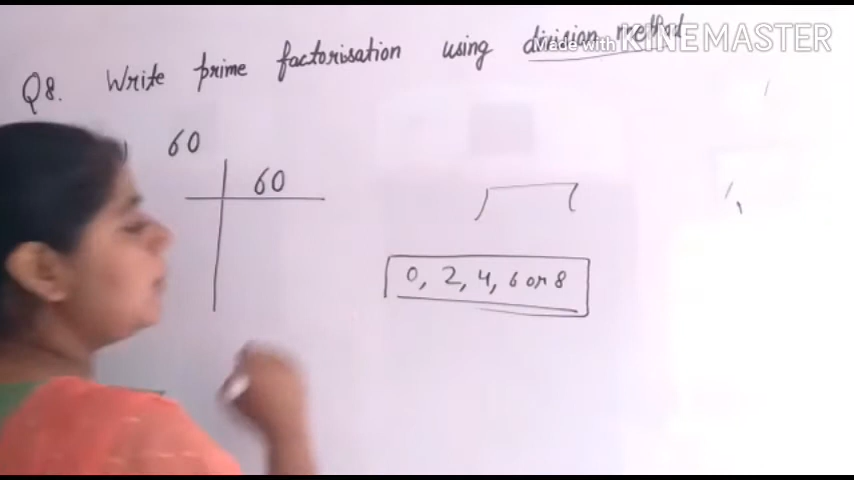 Made with KINEMASTER
Q8. Write prime factorisation using division method
60
60
0, 2, 4, 6 or 8